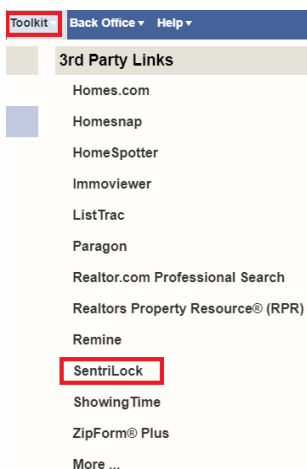 Toolkit ▾ Back Office ▾ Help ▾
3rd Party Links
Homes.com
Homesnap
HomeSpotter
Immoviewer
ListTrac
Paragon
Realtor.com Professional Search
Realtors Property Resource® (RPR)
Remine
SentriLock
ShowingTime
ZipForm® Plus
More ...